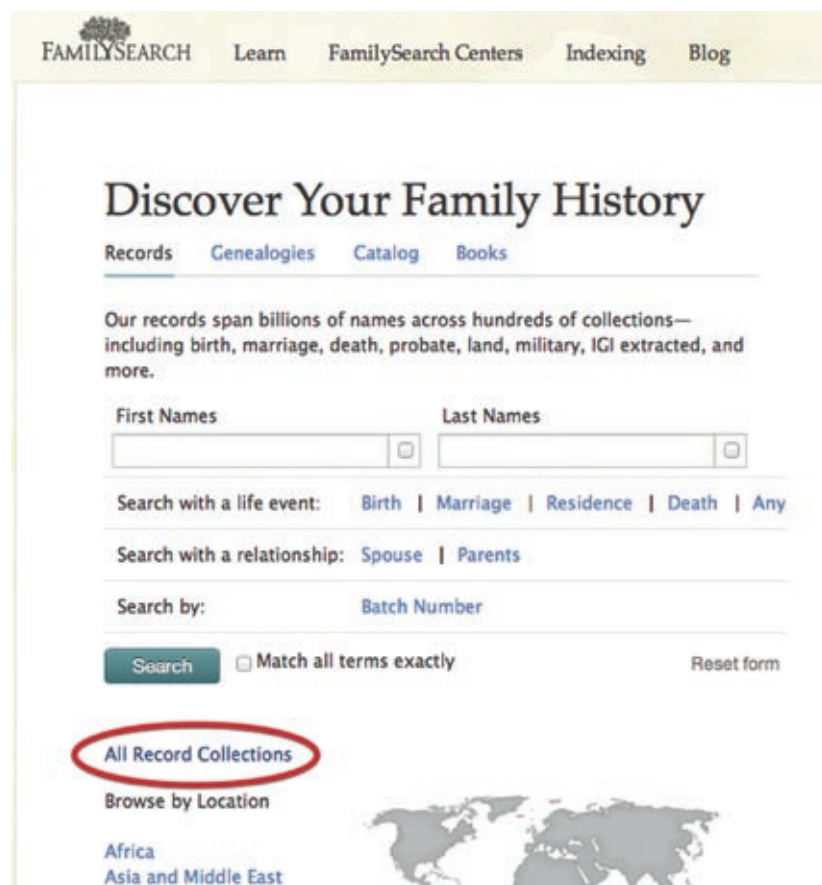 FAMILYSEARCH Learn FamilySearch Centers Indexing Blog
Discover Your Family History
Records Genealogies Catalog Books
Our records span billions of names across hundreds of collections—
including birth, marriage, death, probate, land, military, IGI extracted, and
more.
First Names Last Names
Search with a life event: Birth | Marriage | Residence | Death | Any
Search with a relationship: Spouse | Parents
Search by: Batch Number
Search Match all terms exactly Reset form
All Record Collections
Browse by Location
Africa
Asia and Middle East